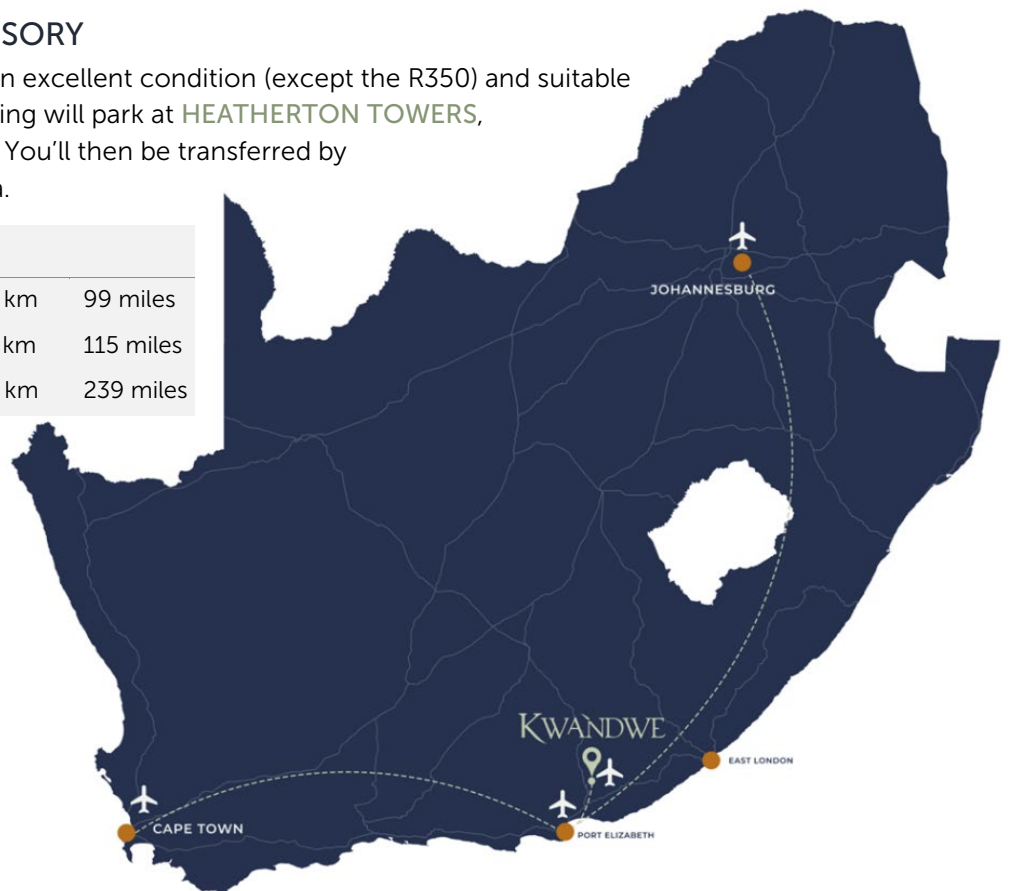 SORY
n excellent condition (except the R350) and suitable
ing will park at HEATHERTON TOWERS,
You’ll then be transferred by
.
km 99 miles
km 115 miles
km 239 miles
JOHANNESBURG
KWANDWE
EAST LONDON
CAPE TOWN
PORT ELIZABETH